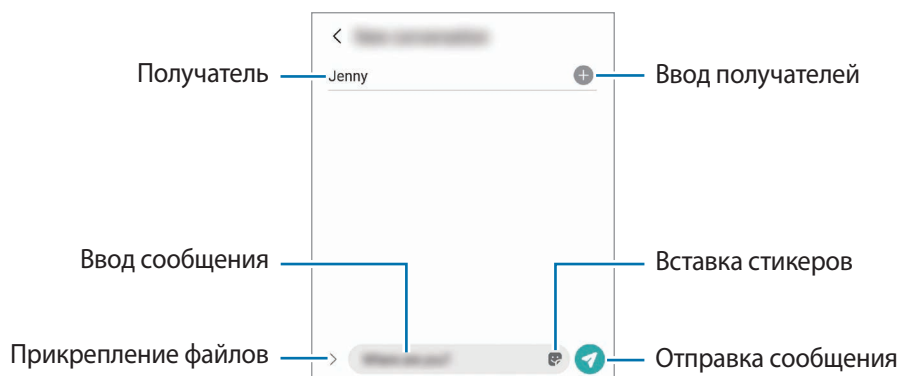 Получатель
Jenny
Ввод получателей
Ввод сообщения
Вставка стикеров
Прикрепление файлов
Отправка сообщения